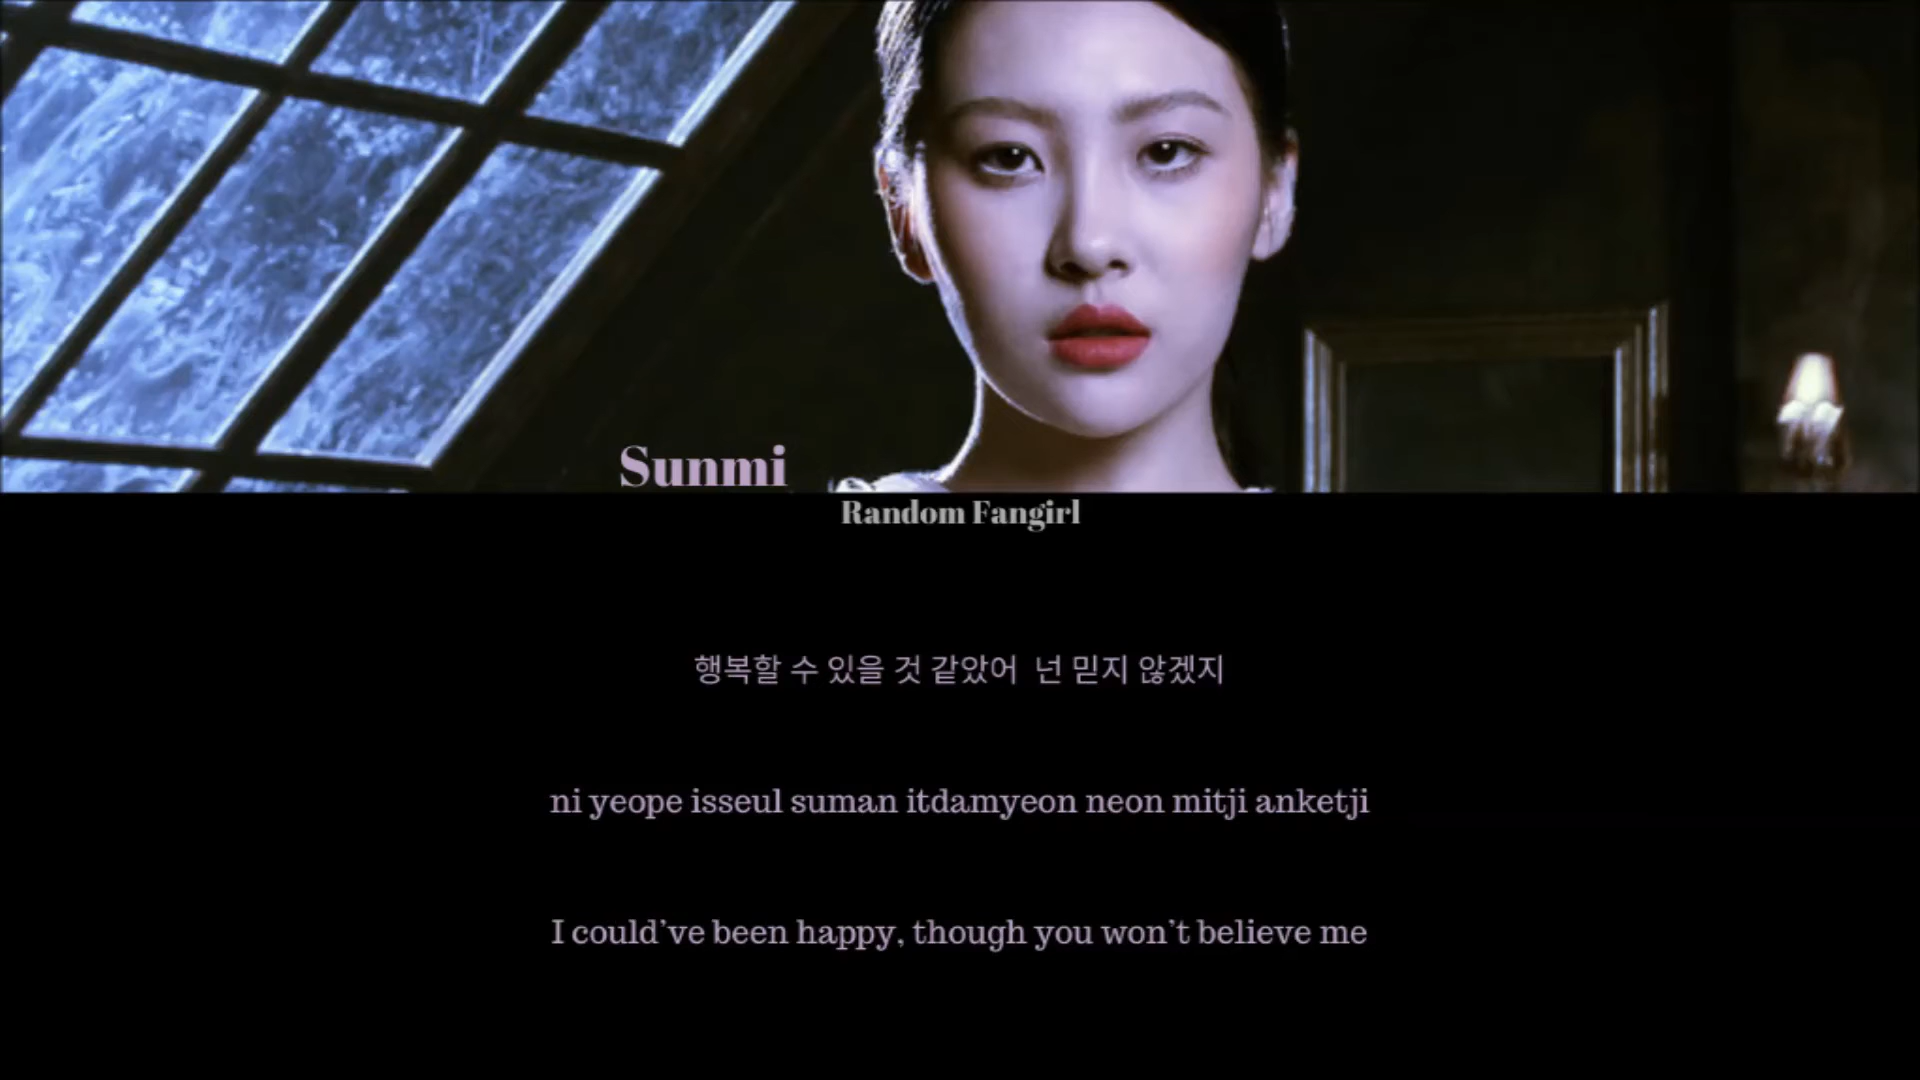 Sunmi
Random Fangirl
행복할 수 있을 것 같았어 넌 믿지 않겠지
ni yeope isseul suman itdamyeon neon mitji anketji
I could’ve been happy, though you won’t believe me